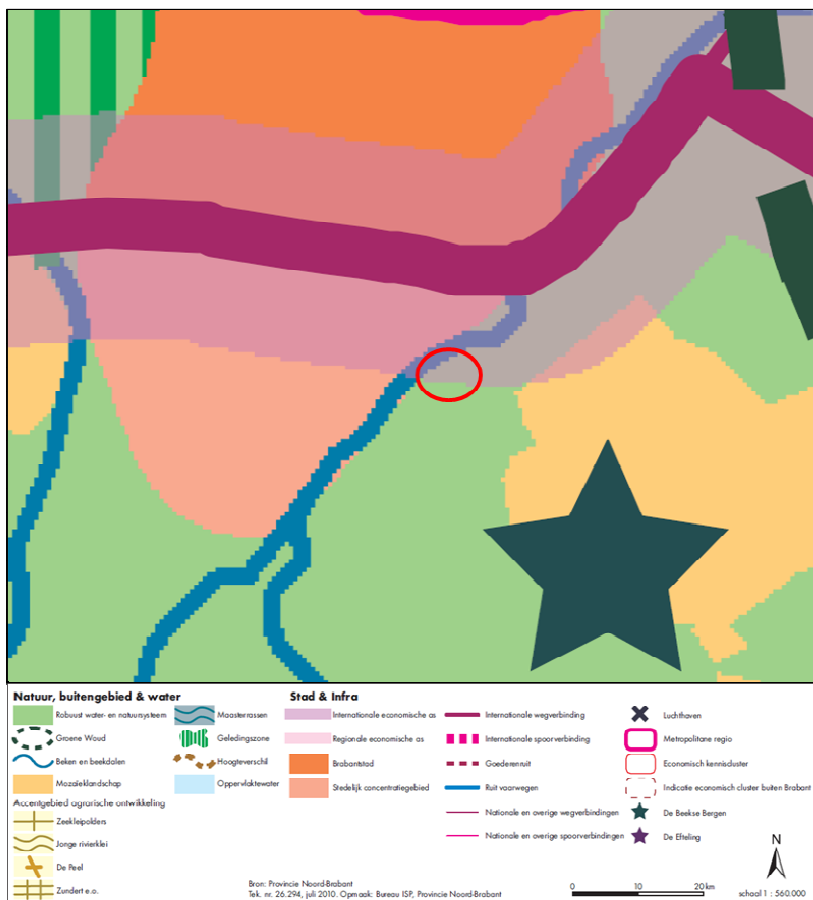 Natuur, buitengebied & water
Robuust water- en natuursysteem
Groene Woud
Beken en beekdalen
Mozaïeklandschap
Accentgebied agrarische ontwikkeling
Zeekleipolders
Jonge rivierklei
De Peel
Zundert e.o.
Maasterrassen
Geledingszone
Hoogteverschil
Oppervlaktewater
Stad & Infra
Internationale economische as
Regionale economische as
Brabantstad
Stedelijk concentratiegebied
Internationale wegverbinding
Internationale spoorverbinding
Goederenruit
Ruit vaarwegen
Nationale en overige wegverbindingen
Nationale en overige spoorverbindingen
Luchthaven
Metropolitane regio
Economisch kennisduster
Indicatie economisch cluster buiten Brabant
De Beekse Bergen
De Efteling
N
Bron: Provincie Noord-Brabant
Tek. nr. 26.294, juli 2010. Opmaak: Bureau ISP, Provincie Noord-Brabant
0 10 20 km
schaal 1 : 560.000